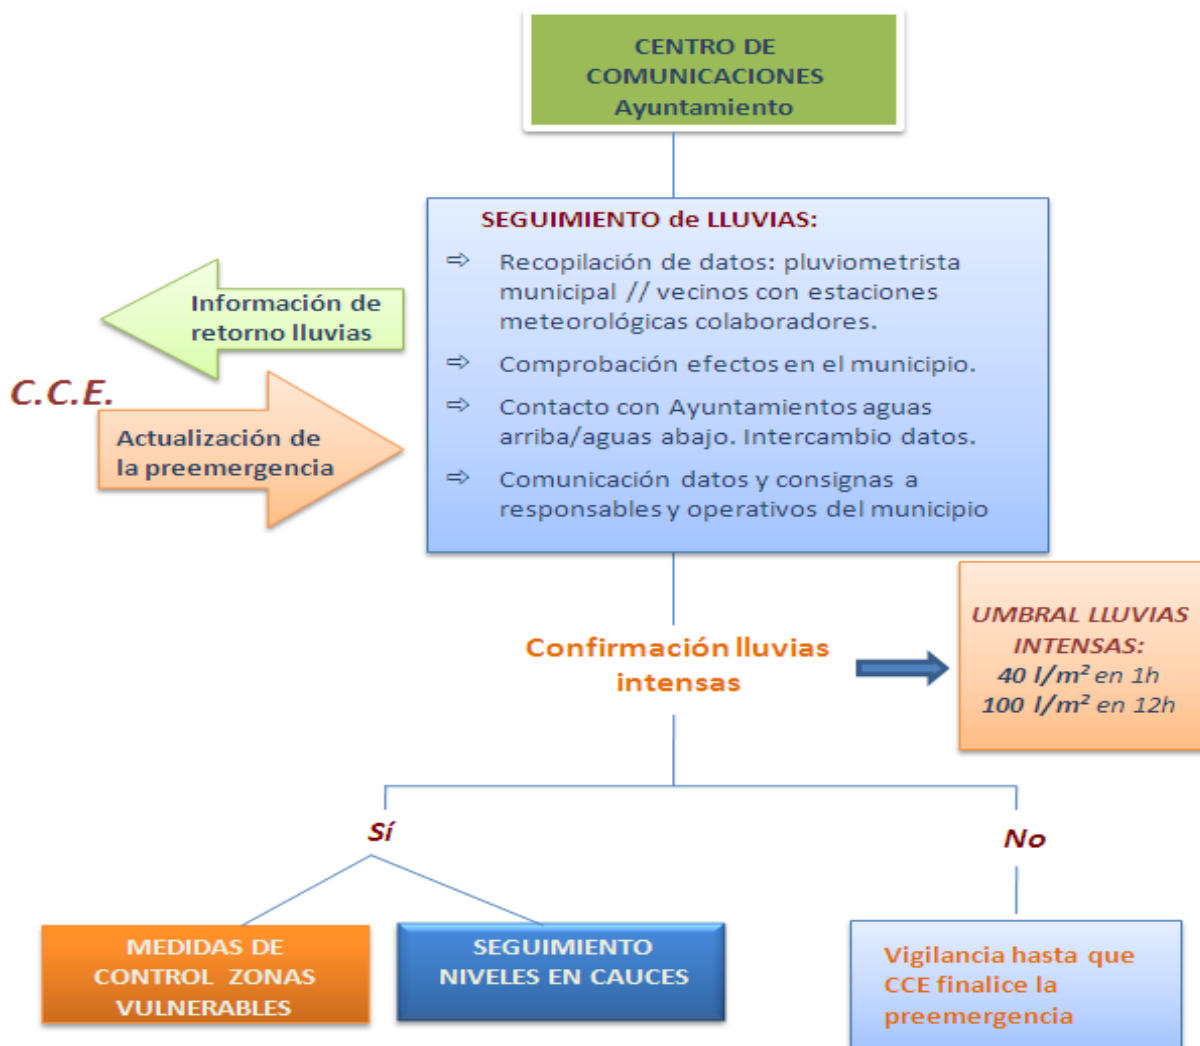 CENTRO DE
COMUNICACIONES
Ayuntamiento
SEGUIMIENTO de LLUVIAS:
⇨ Recopilación de datos: pluviometrista
municipal // vecinos con estaciones
meteorológicas colaboradores.
⇨ Comprobación efectos en el municipio.
⇨ Contacto con Ayuntamientos aguas
arriba/aguas abajo. Intercambio datos.
⇨ Comunicación datos y consignas a
responsables y operativos del municipio
Información de
retorno lluvias
C.C.E.
Actualización de
la preemergencia
Confirmación lluvias
intensas
UMBRAL LLUVIAS
INTENSAS:
40 l/m² en 1h
100 l/m² en 12h
Sí
No
MEDIDAS DE
CONTROL ZONAS
VULNERABLES
SEGUIMIENTO
NIVELES EN CAUCES
Vigilancia hasta que
CCE finalice la
preemergencia